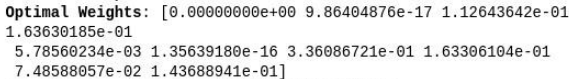 Optimal Weights: [0.00000000e+00 9.86404876e-17 1.12643642e-01
1.63630185e-01
5.78560234e-03 1.35639180e-16 3.36086721e-01 1.63306104e-01
7.48588057e-02 1.43688941e-01]